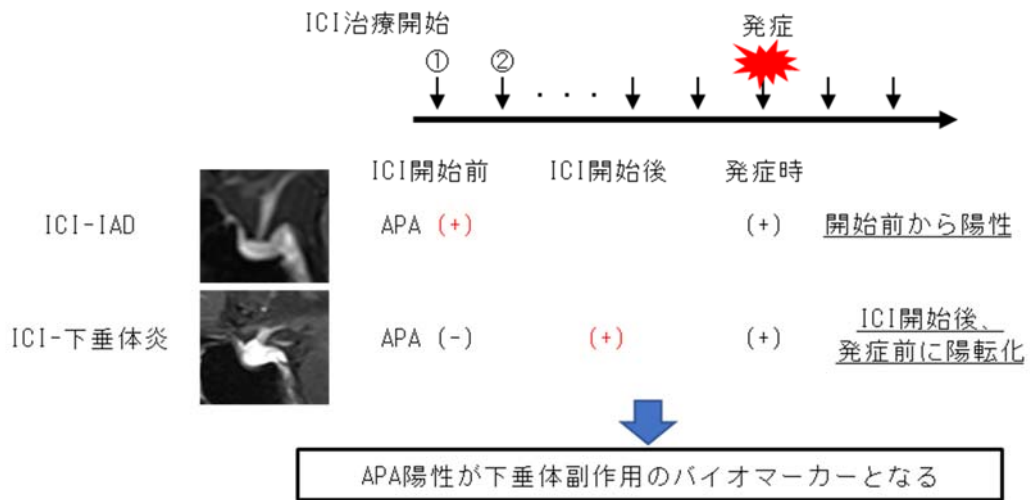 ICI治療開始
発症
① ② ・・・
ICI開始前 ICI開始後 発症時
ICI-IAD APA (+) (+) 開始前から陽性
ICI-下垂体炎 APA (-) (+) (+) ICI開始後、
発症前に陽転化
APA陽性が下垂体副作用のバイオマーカーとなる